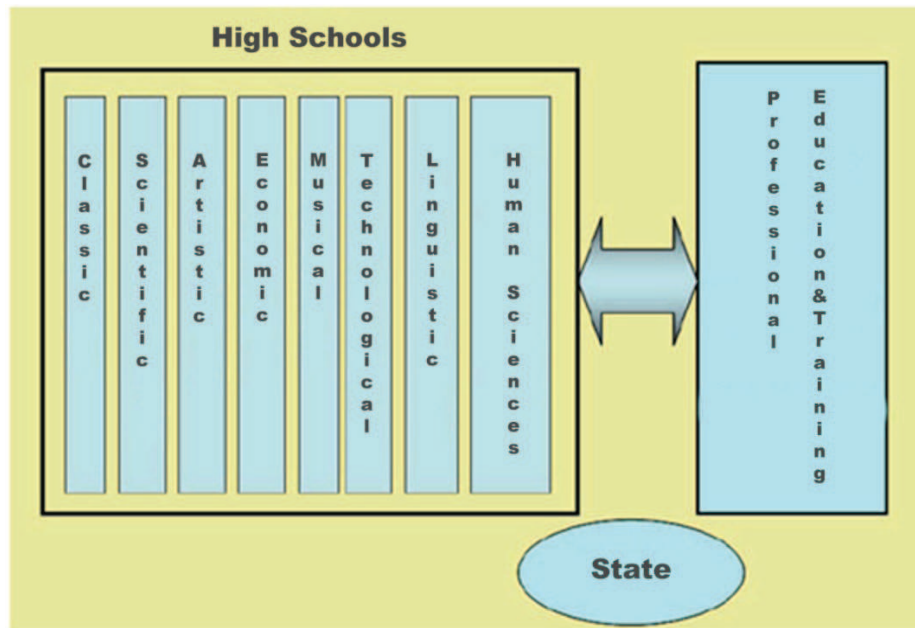 High Schools
Classic
Scientific
Artistic
Economic
Musical
Technological
Linguistic
Human Sciences
Professional
Education&Training
State